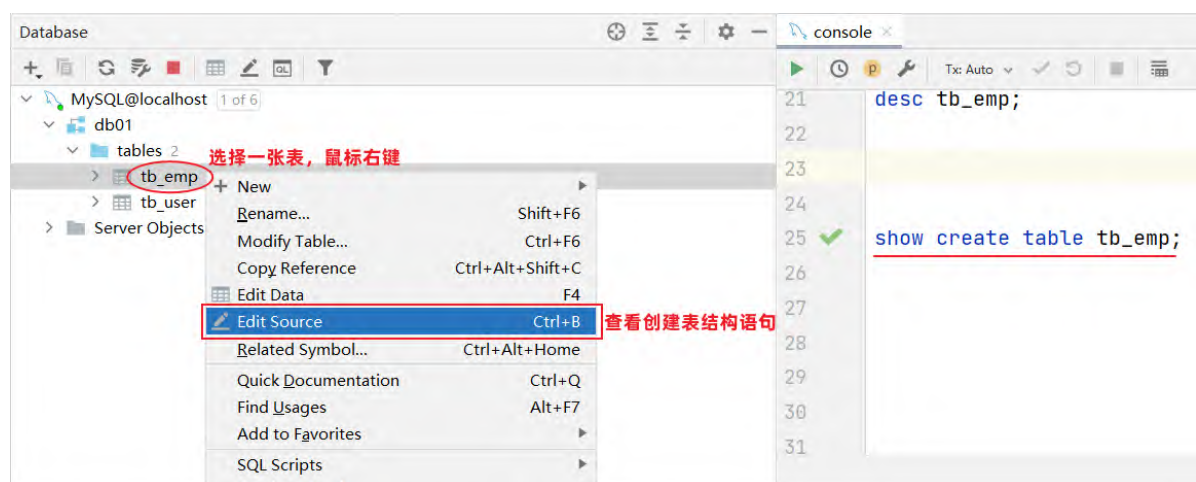 Database
console
Tx: Auto
MySQL@localhost 1 of 6
db01
tables 2
选择一张表，鼠标右键
tb_emp
tb_user
Server Objects
New
Rename... Shift+F6
Modify Table... Ctrl+F6
Copy Reference Ctrl+Alt+Shift+C
Edit Data F4
Edit Source Ctrl+B
查看创建表结构语句
Related Symbol... Ctrl+Alt+Home
Quick Documentation Ctrl+Q
Find Usages Alt+F7
Add to Favorites
SQL Scripts
21 desc tb_emp;
22
23
24
25 show create table tb_emp;
26
27
28
29
30
31